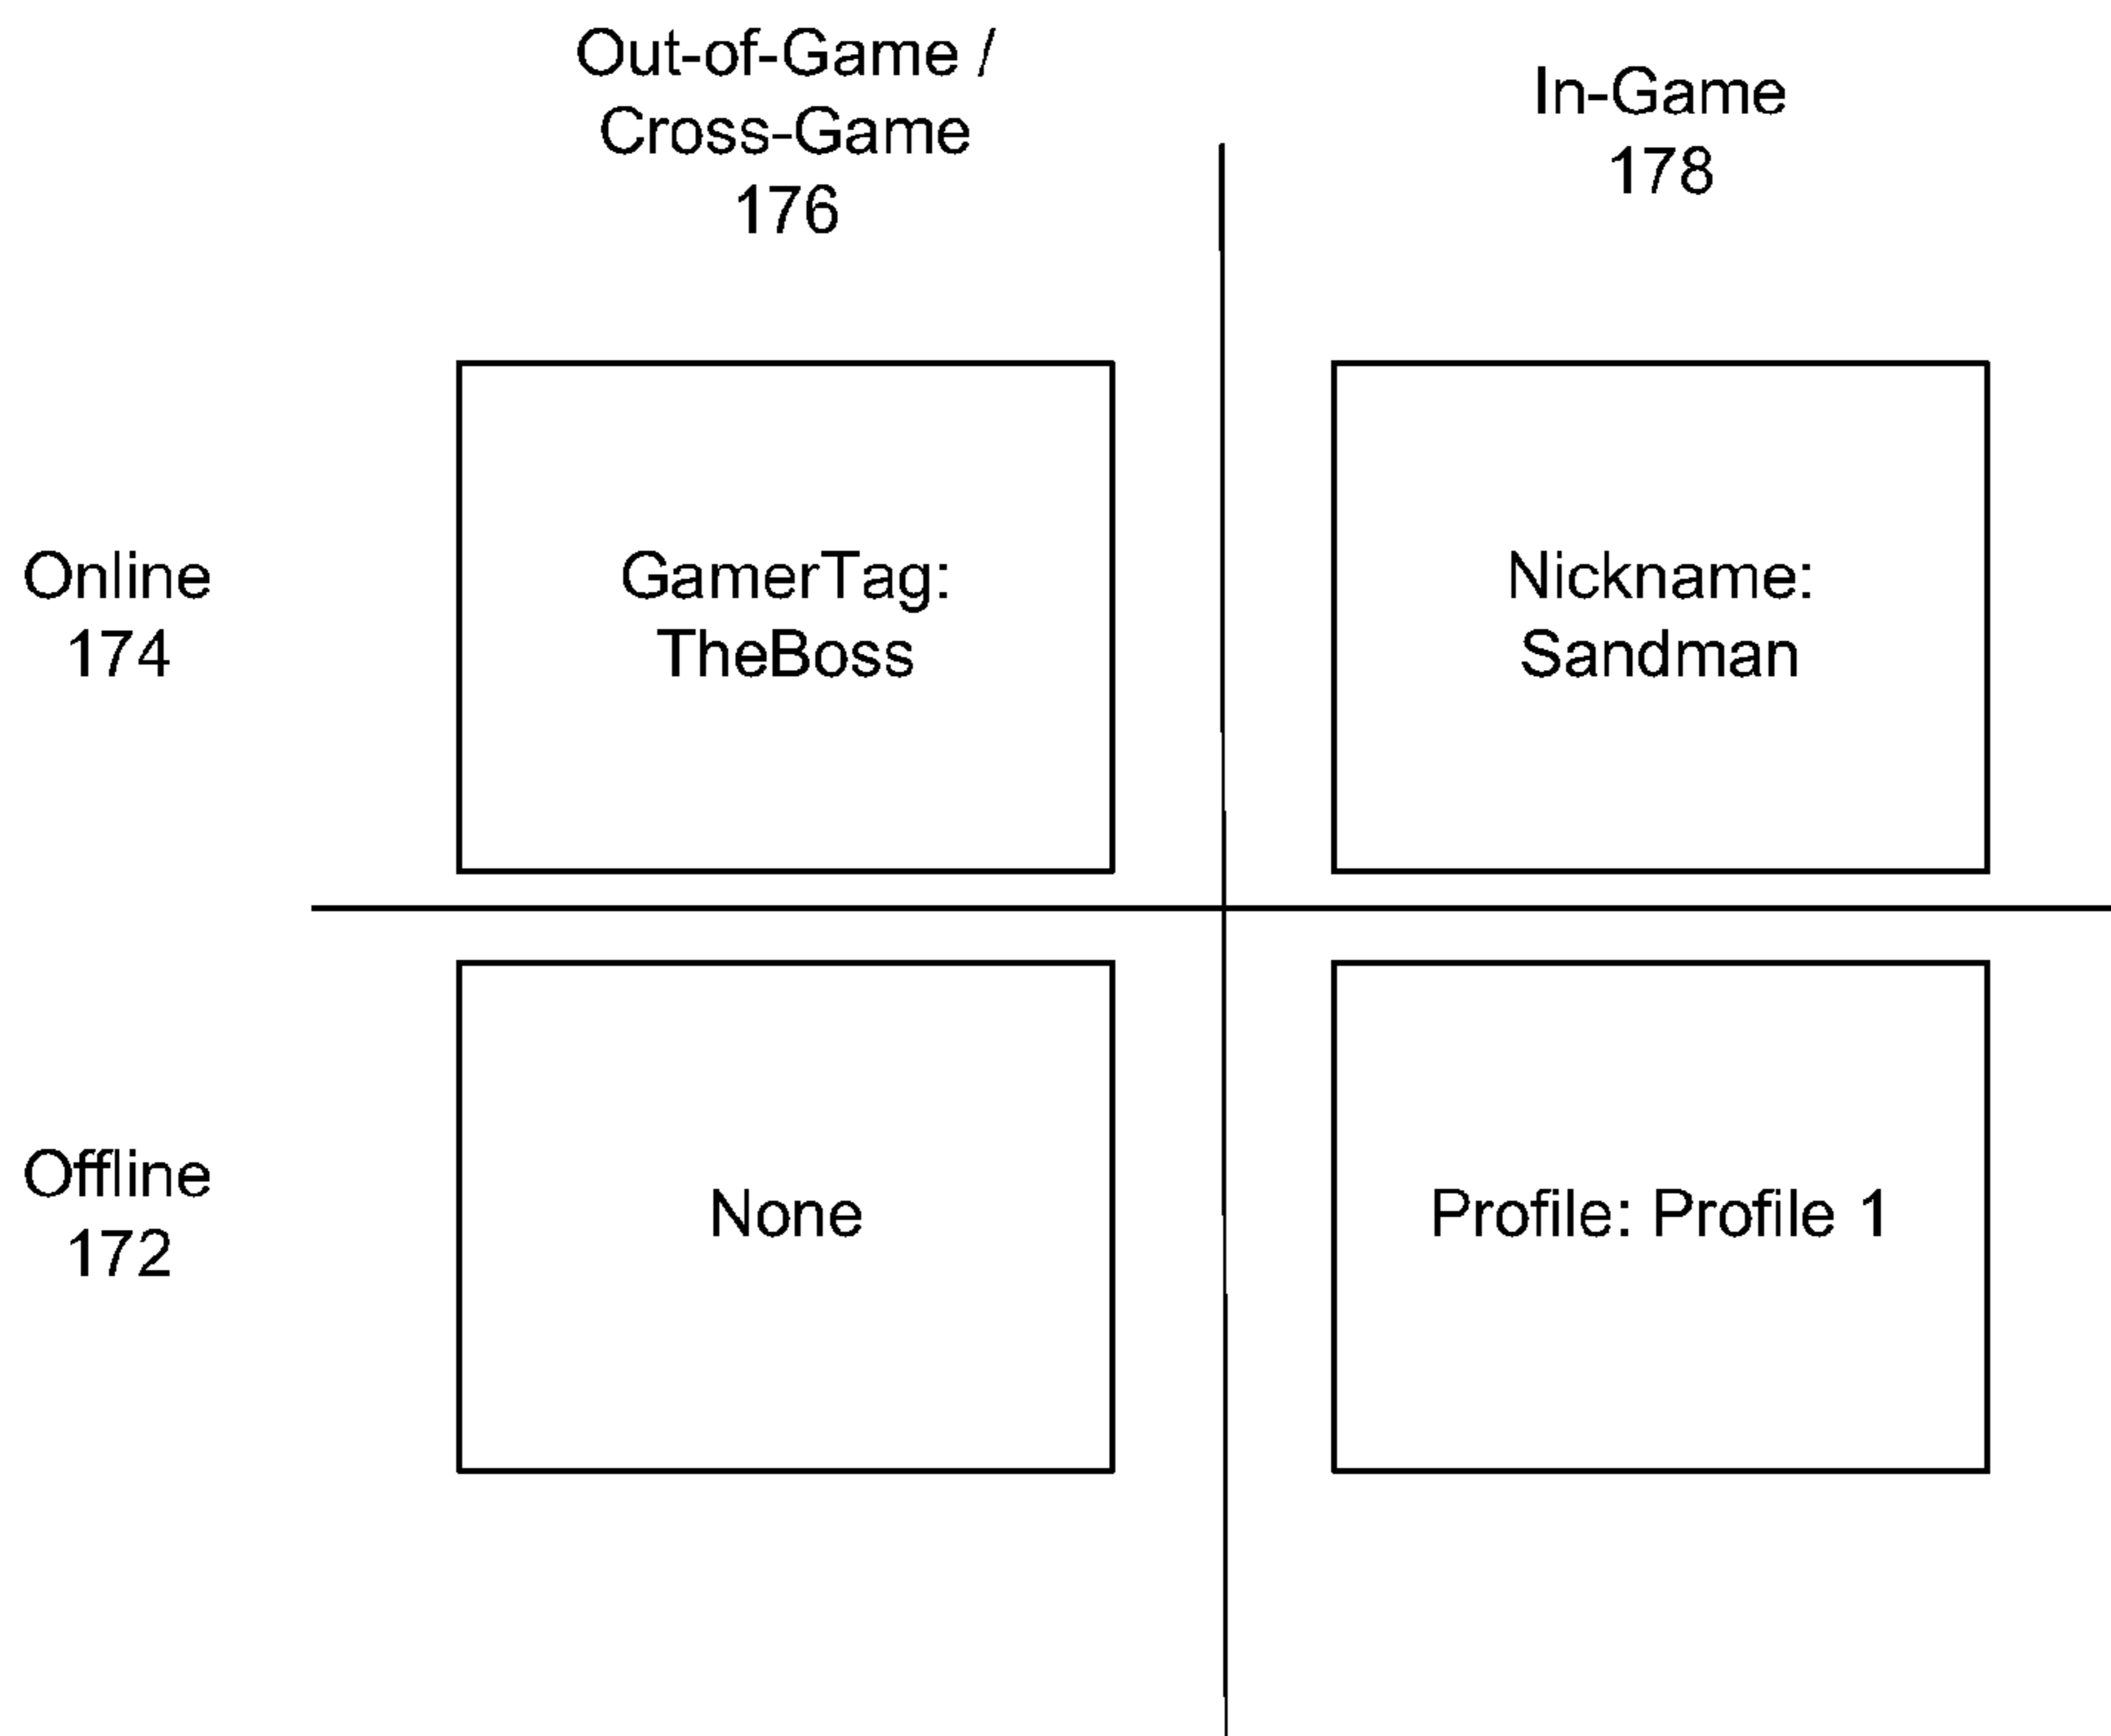 Out-of-Game /
Cross-Game
176
In-Game
178
Online
174
GamerTag:
TheBoss
Nickname:
Sandman
Offline
172
None
Profile: Profile 1